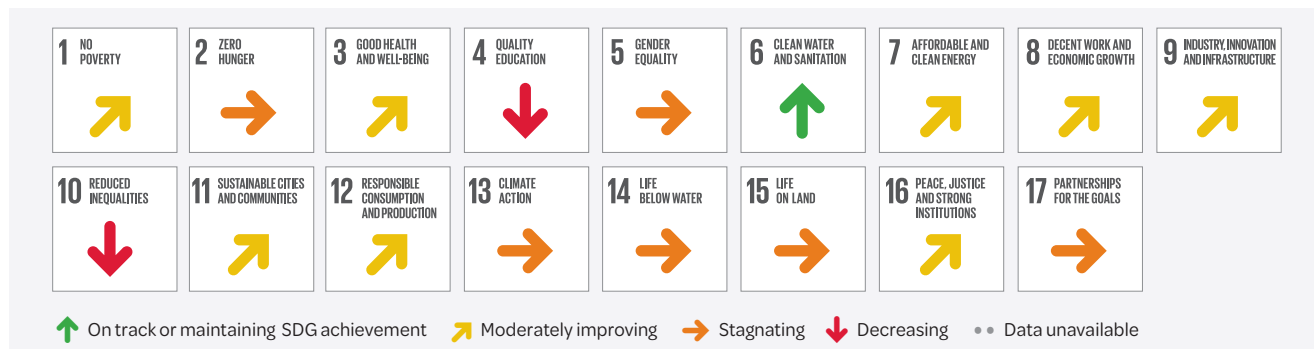 1 NO
POVERTY
2 ZERO
HUNGER
3 GOOD HEALTH
AND WELL-BEING
4 QUALITY
EDUCATION
5 GENDER
EQUALITY
6 CLEAN WATER
AND SANITATION
7 AFFORDABLE AND
CLEAN ENERGY
8 DECENT WORK AND
ECONOMIC GROWTH
9 INDUSTRY, INNOVATION
AND INFRASTRUCTURE
10 REDUCED
INEQUALITIES
11 SUSTAINABLE CITIES
AND COMMUNITIES
12 RESPONSIBLE
CONSUMPTION
AND PRODUCTION
13 CLIMATE
ACTION
14 LIFE
BELOW WATER
15 LIFE
ON LAND
16 PEACE, JUSTICE
AND STRONG
INSTITUTIONS
17 PARTNERSHIPS
FOR THE GOALS
On track or maintaining SDG achievement Moderately improving Stagnating Decreasing Data unavailable